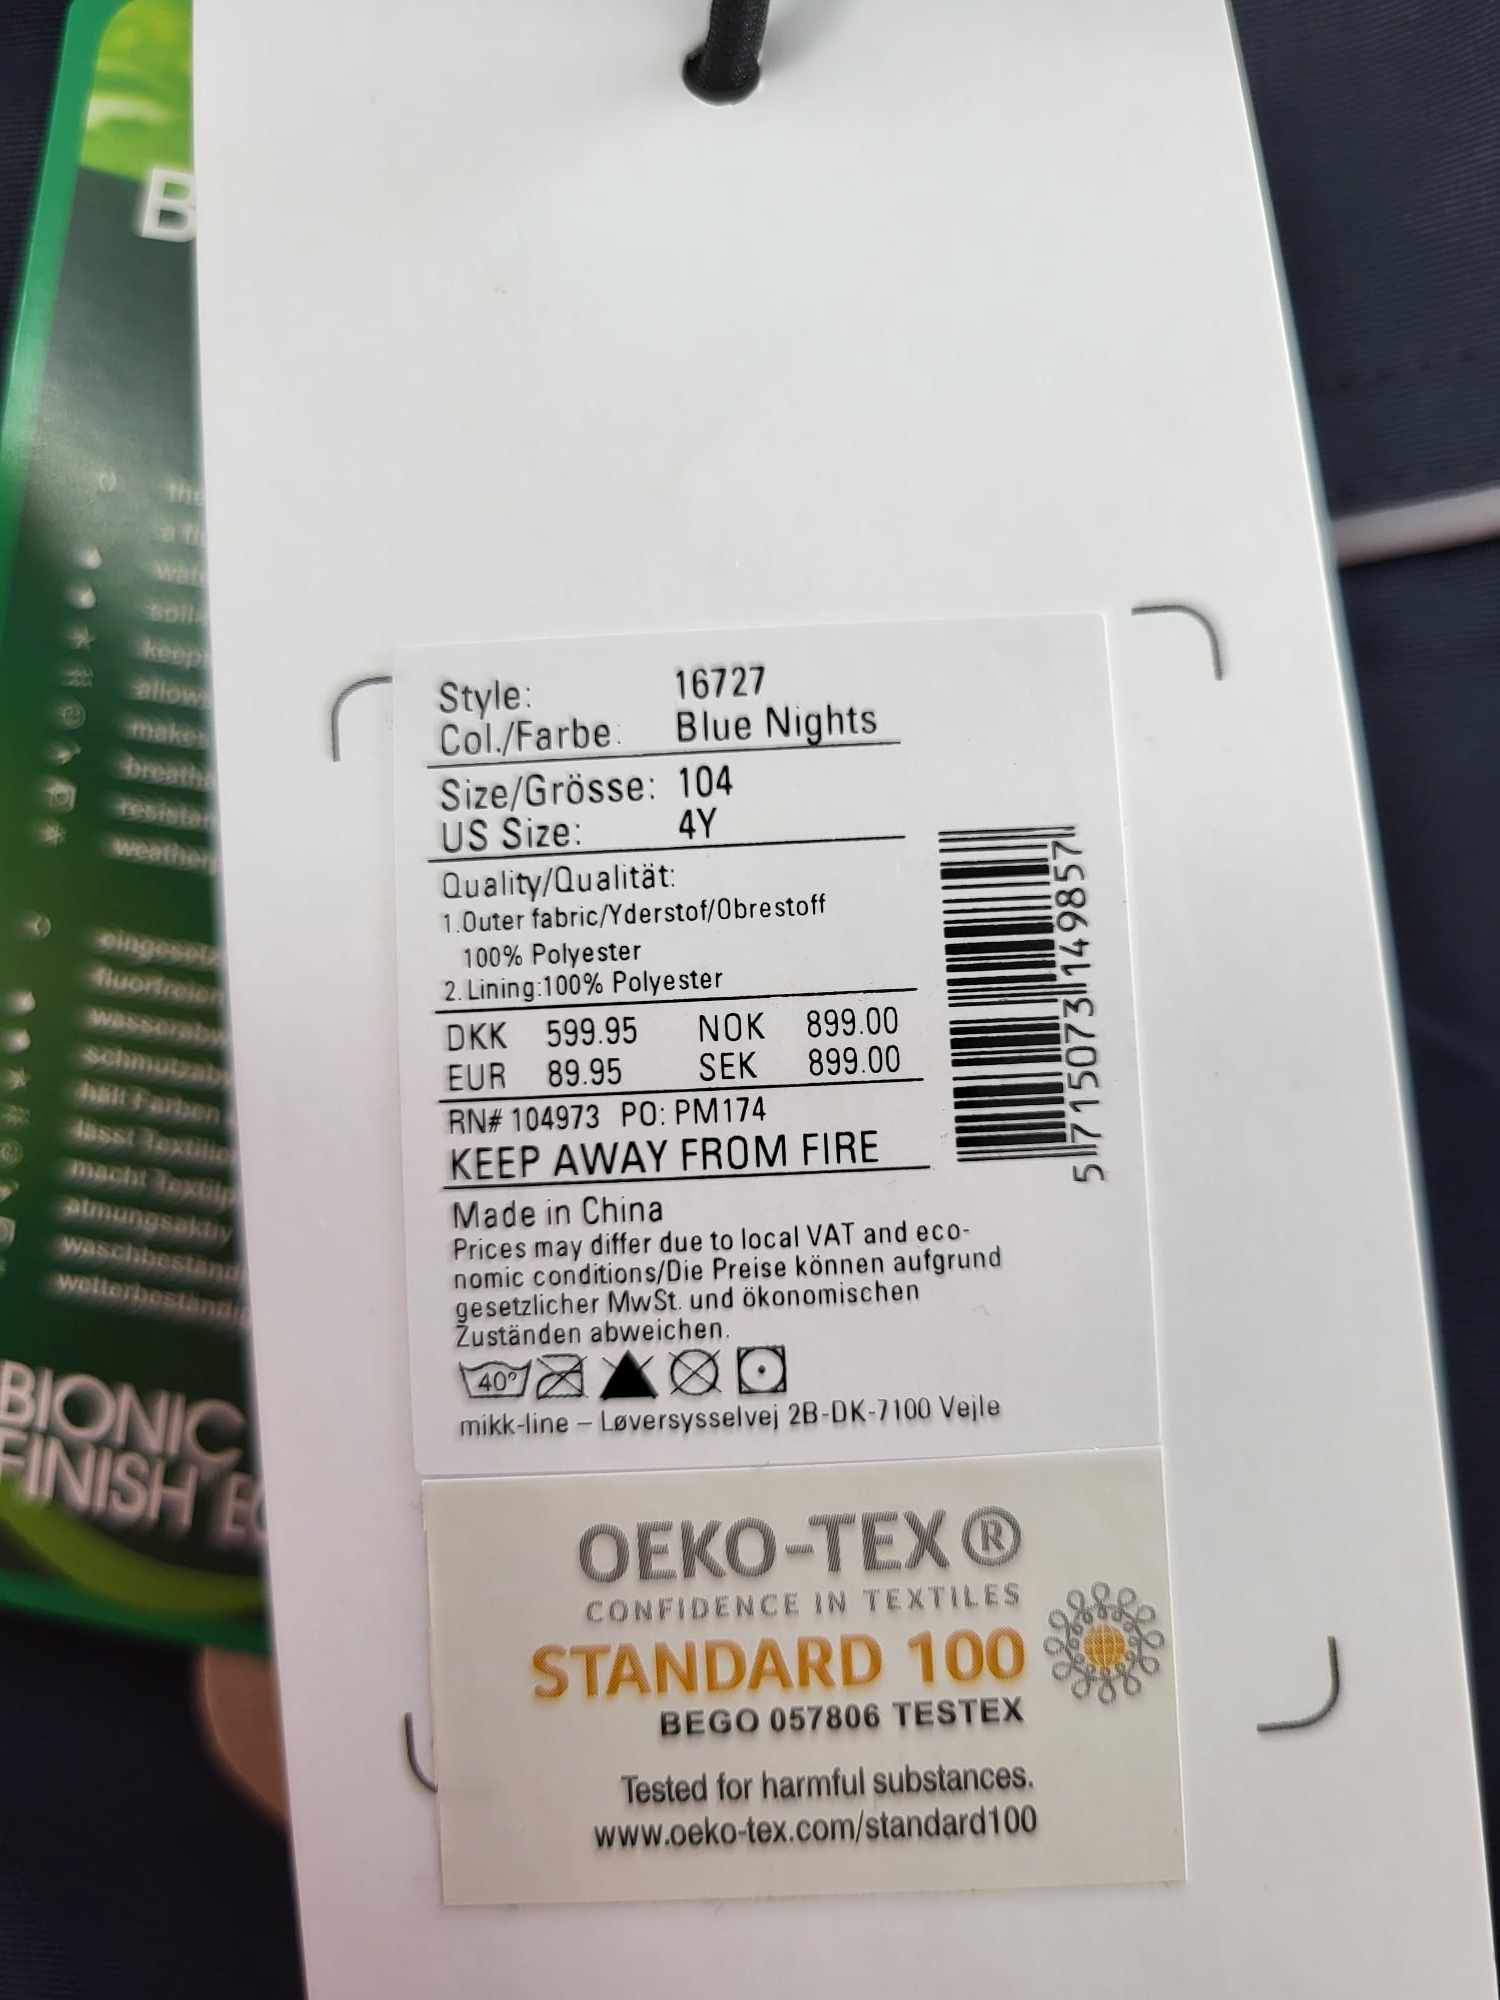 B
Style: 16727
Col./Farbe: Blue Nights
Size/Grösse: 104
US Size: 4Y
Quality/Qualität:
1.Outer fabric/Yderstof/Obrestoff
100% Polyester
2. Lining:100% Polyester
DKK 599.95 NOK 899.00
EUR 89.95 SEK 899.00
RN# 104973 PO: PM174
KEEP AWAY FROM FIRE
Made in China
Prices may differ due to local VAT and eco-
nomic conditions/Die Preise können aufgrund
gesetzlicher MwSt. und ökonomischen
Zuständen abweichen.
40°
mikk-line – Løversysselvej 2B-DK-7100 Vejle
5 715073 149857
OEKO-TEX®
CONFIDENCE IN TEXTILES
STANDARD 100
BEGO 057806 TESTEX
Tested for harmful substances.
www.oeko-tex.com/standard100
BIONIC
FINISH